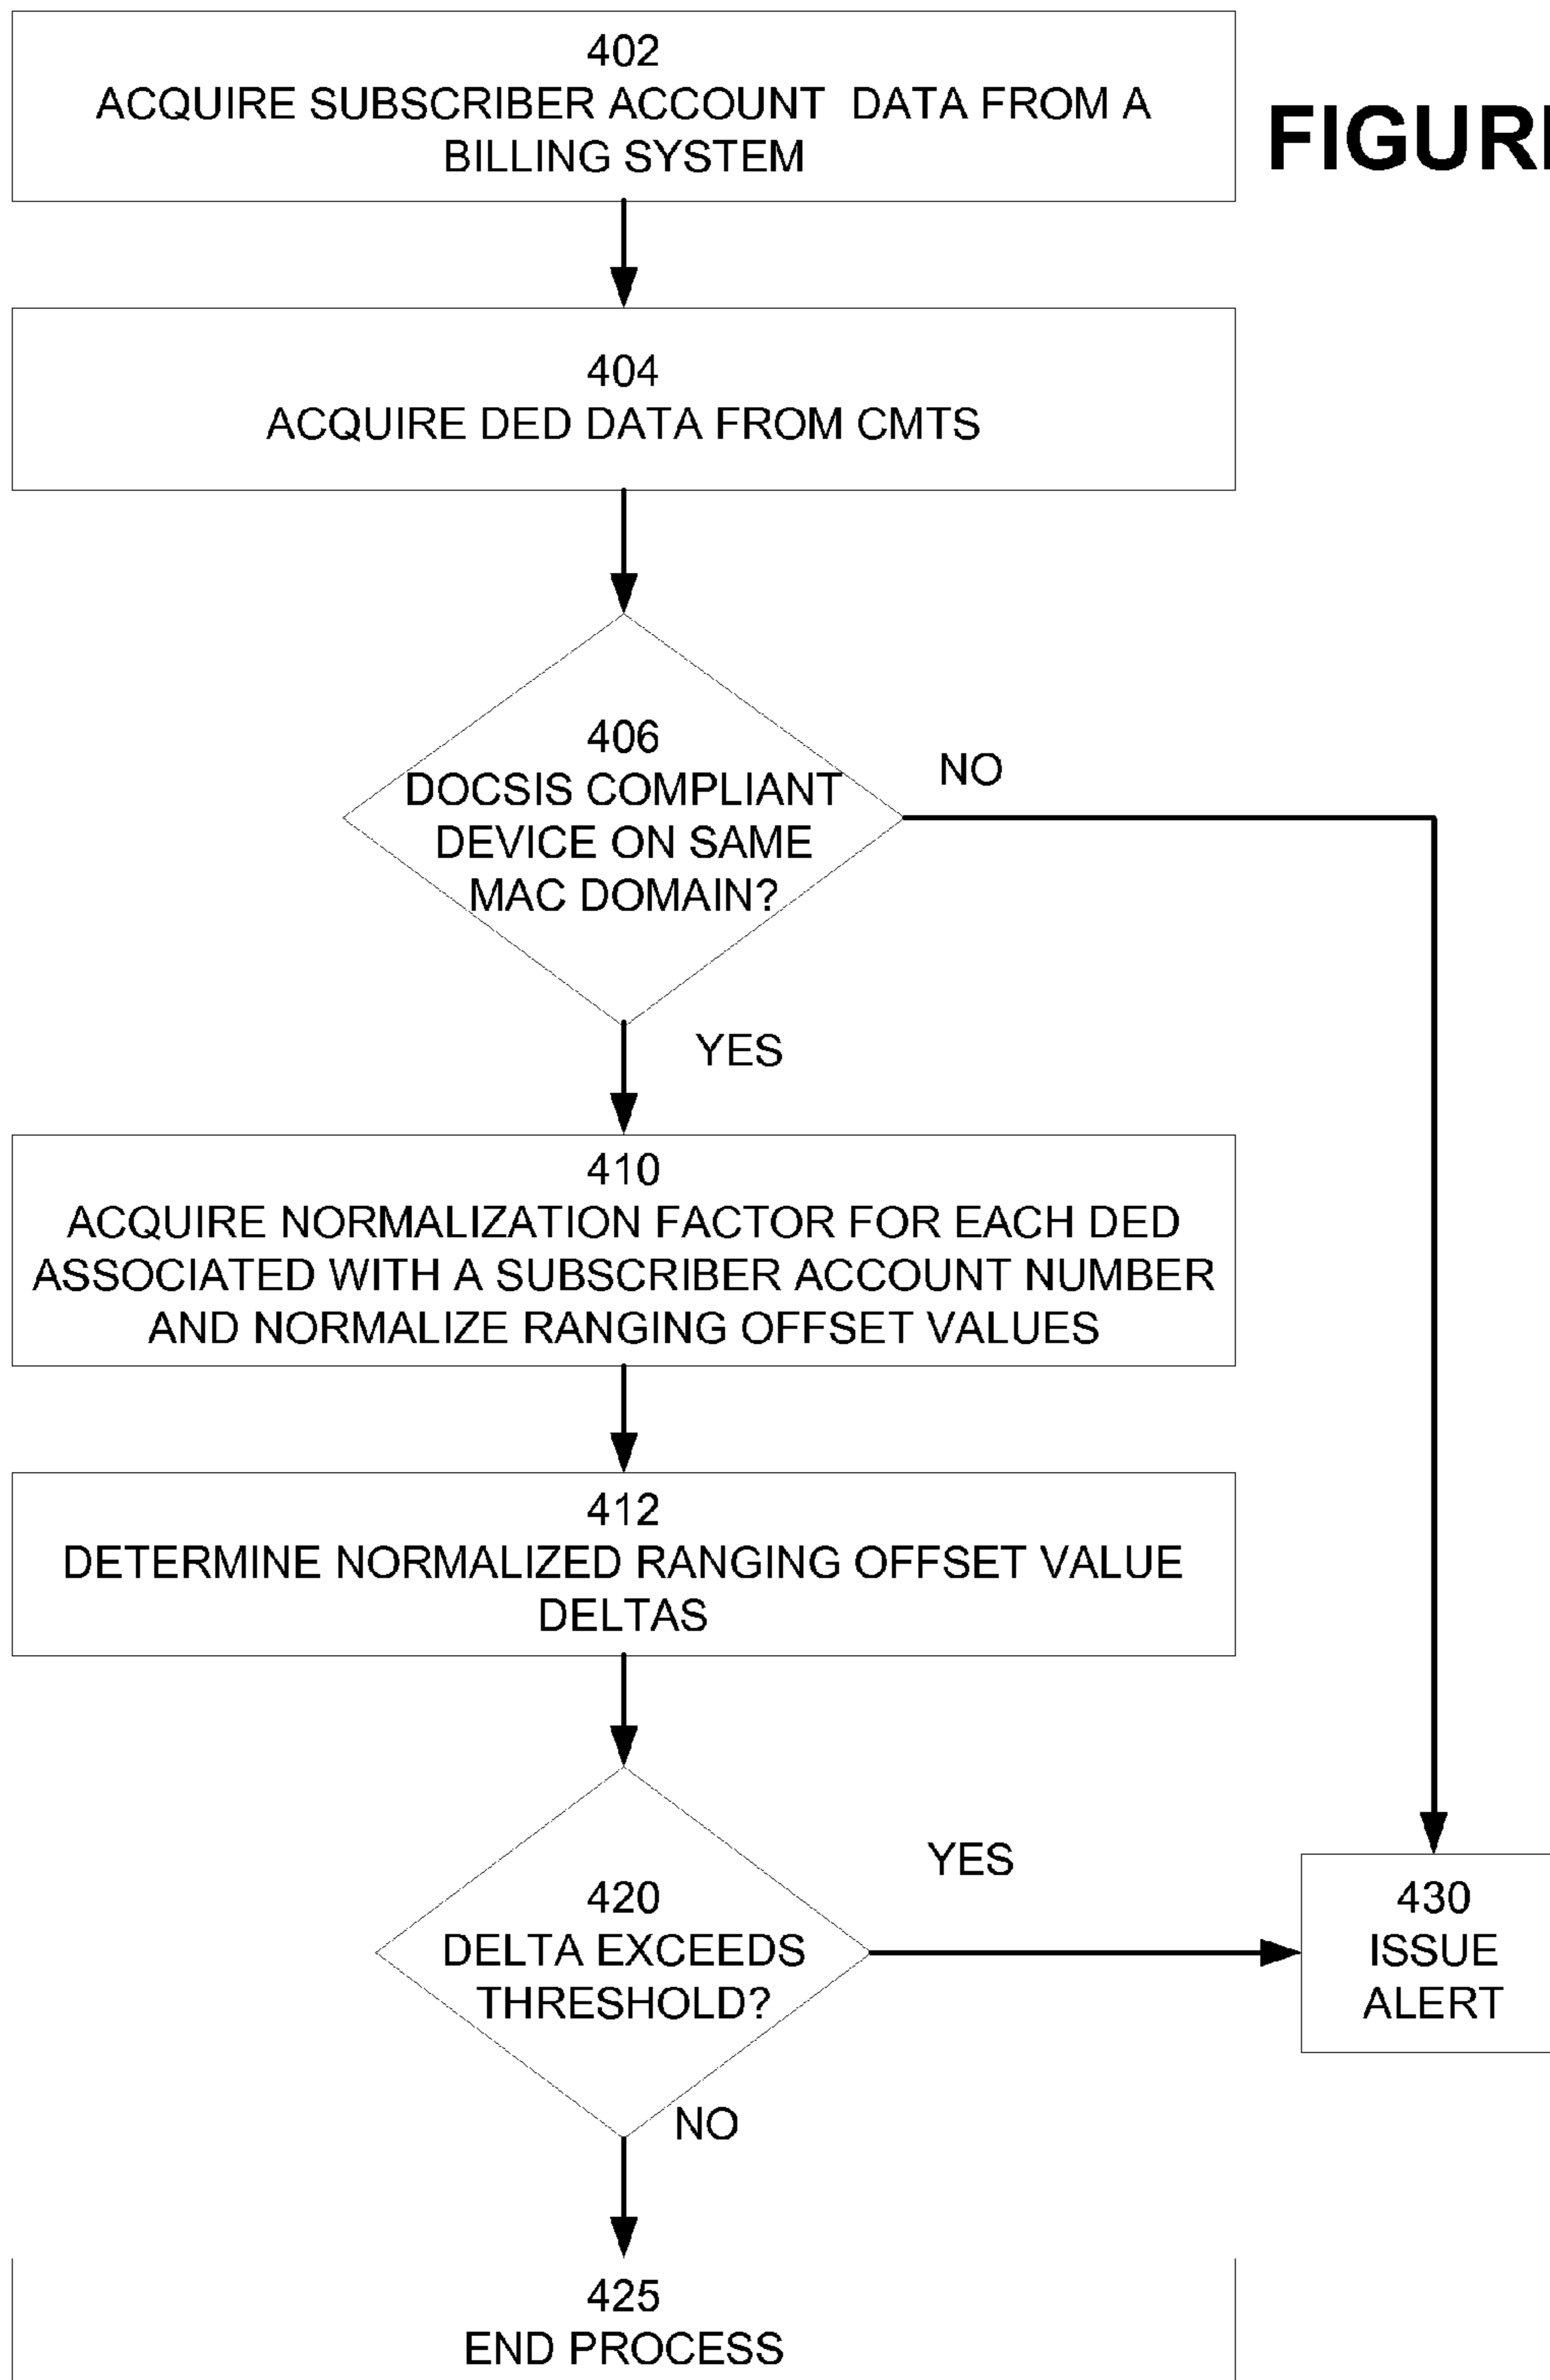 402
ACQUIRE SUBSCRIBER ACCOUNT DATA FROM A
BILLING SYSTEM
404
ACQUIRE DED DATA FROM CMTS
406
DOCSIS COMPLIANT
DEVICE ON SAME
MAC DOMAIN?
NO
YES
410
ACQUIRE NORMALIZATION FACTOR FOR EACH DED
ASSOCIATED WITH A SUBSCRIBER ACCOUNT NUMBER
AND NORMALIZE RANGING OFFSET VALUES
412
DETERMINE NORMALIZED RANGING OFFSET VALUE
DELTAS
420
DELTA EXCEEDS
THRESHOLD?
YES
430
ISSUE
ALERT
NO
425
END PROCESS